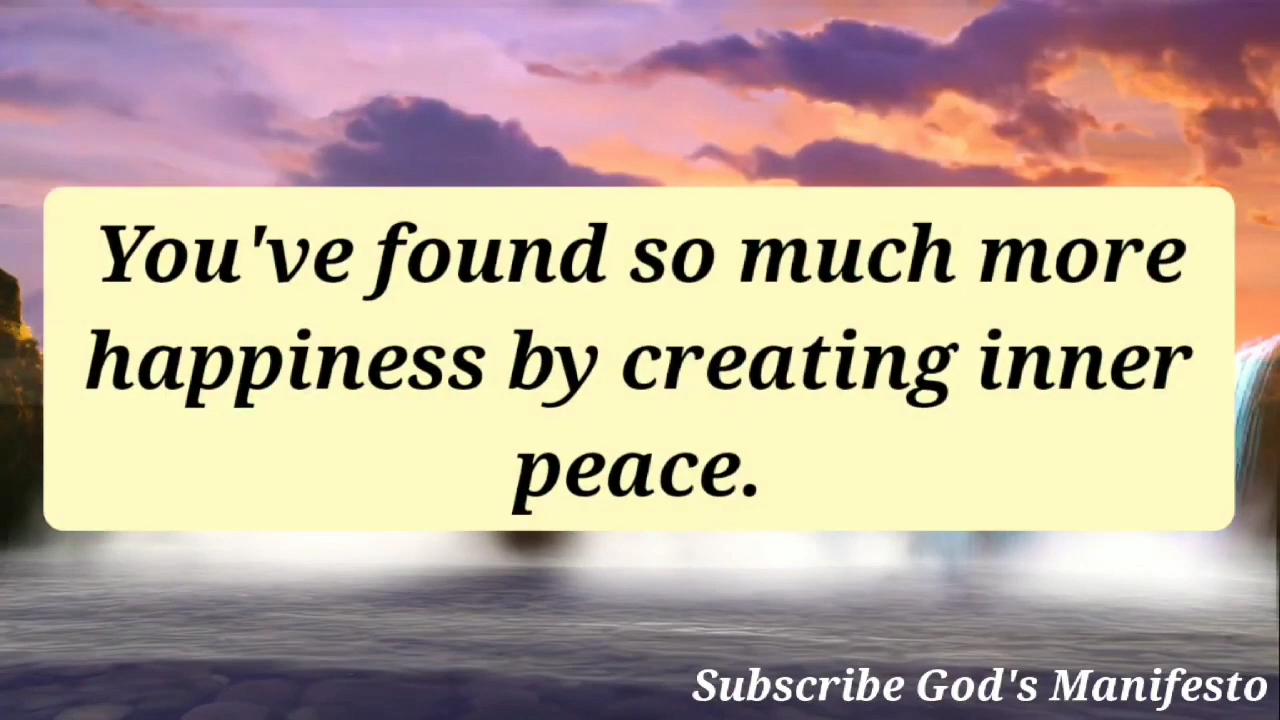 You've found so much more
happiness by creating inner
peace.
Subscribe God's Manifesto